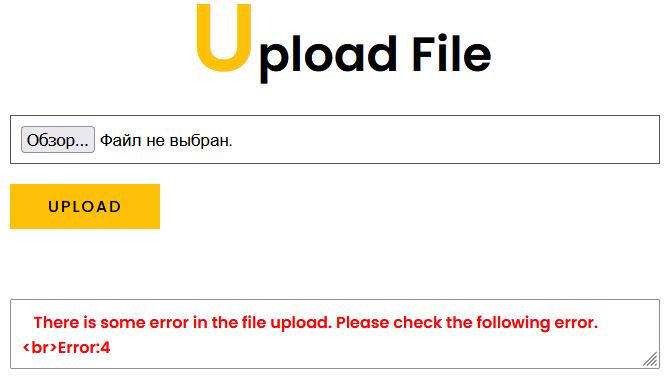 Upload File
Обзор... Файл не выбран.
UPLOAD
There is some error in the file upload. Please check the following error.
<br>Error:4